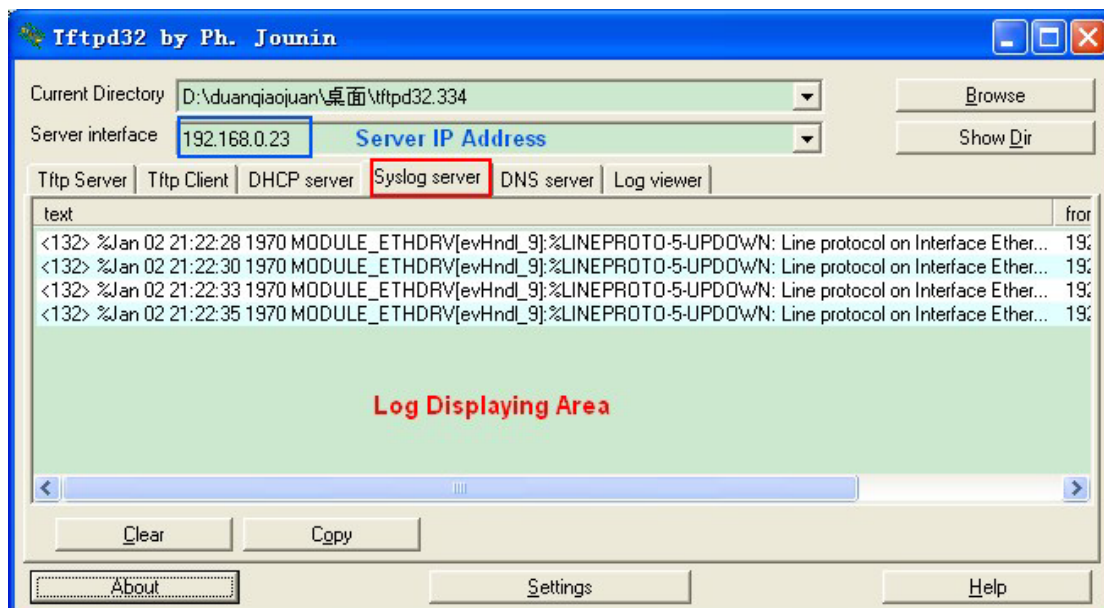 Tftpd32 by Ph. Jounin
Current Directory D:\duanqiaojuan\桌面\tftpd32.334 Browse
Server interface 192.168.0.23 Server IP Address Show Dir
Tftp Server Tftp Client DHCP server Syslog server DNS server Log viewer
text fror
<132> %Jan 02 21:22:28 1970 MODULE_ETHDRV[evHndl_9]:%LINEPROTO-5-UPDOWN: Line protocol on Interface Ether... 192
<132> %Jan 02 21:22:30 1970 MODULE_ETHDRV[evHndl_9]:%LINEPROTO-5-UPDOWN: Line protocol on Interface Ether... 192
<132> %Jan 02 21:22:33 1970 MODULE_ETHDRV[evHndl_9]:%LINEPROTO-5-UPDOWN: Line protocol on Interface Ether... 192
<132> %Jan 02 21:22:35 1970 MODULE_ETHDRV[evHndl_9]:%LINEPROTO-5-UPDOWN: Line protocol on Interface Ether... 192
Log Displaying Area
Clear Copy
About Settings Help